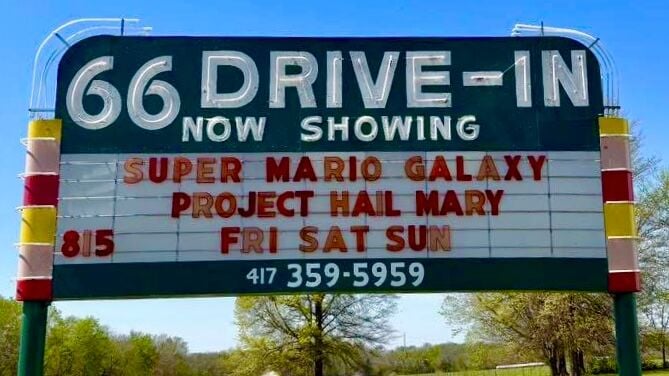 66 DRIVE-IN
NOW SHOWING
SUPER MARIO GALAXY
PROJECT HAIL MARY
815 FRI SAT SUN
417 359-5959